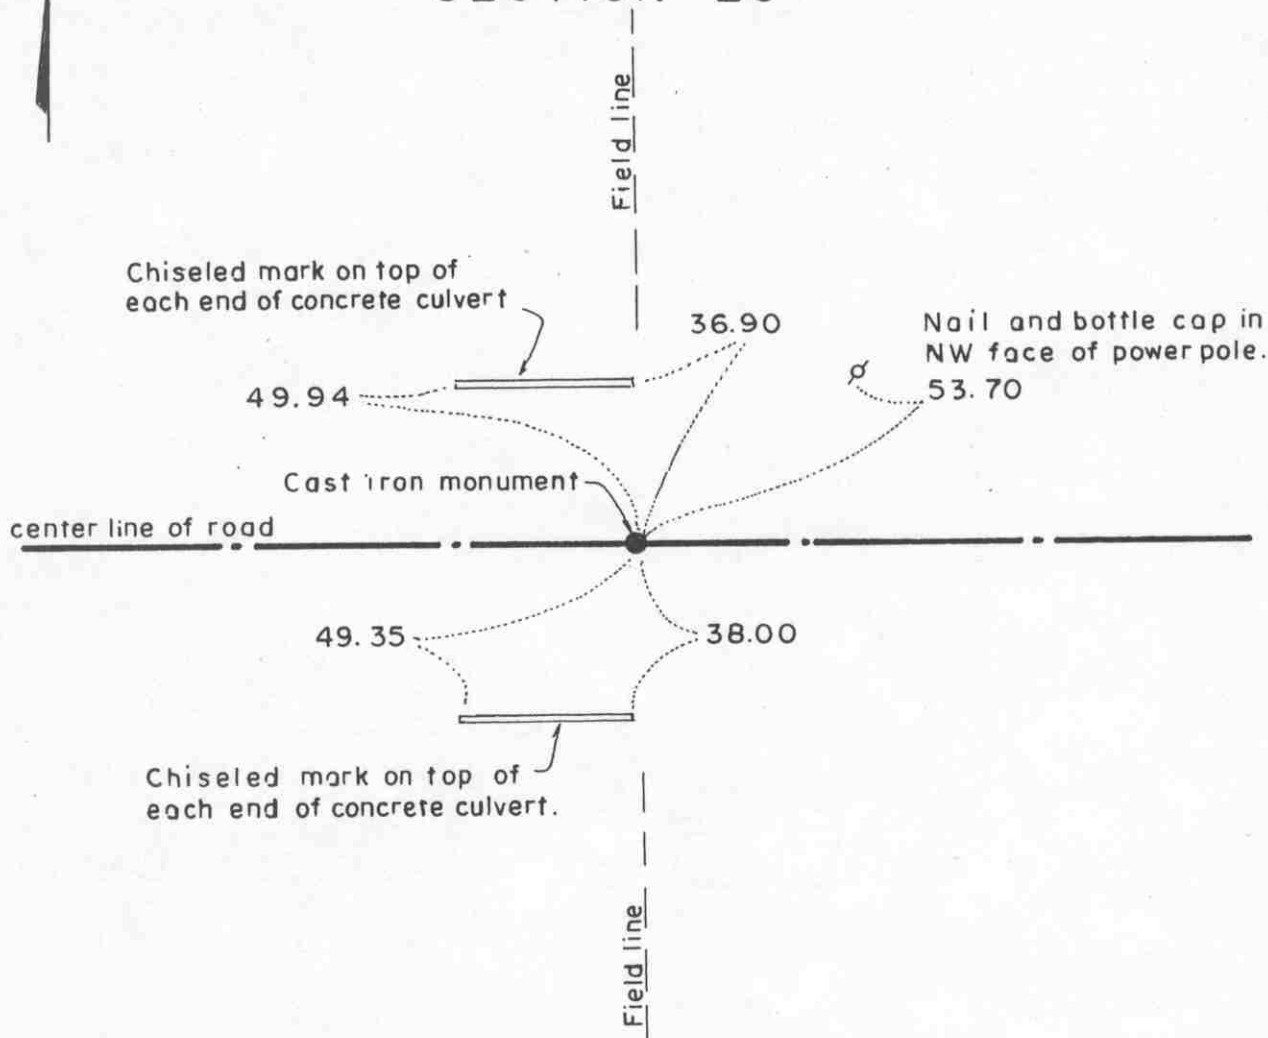 Field line
Chiseled mark on top of
each end of concrete culvert
36.90
Nail and bottle cap in
NW face of power pole.
53.70
49.94
Cast iron monument
center line of road
49.35
38.00
Chiseled mark on top of
each end of concrete culvert.
Field line